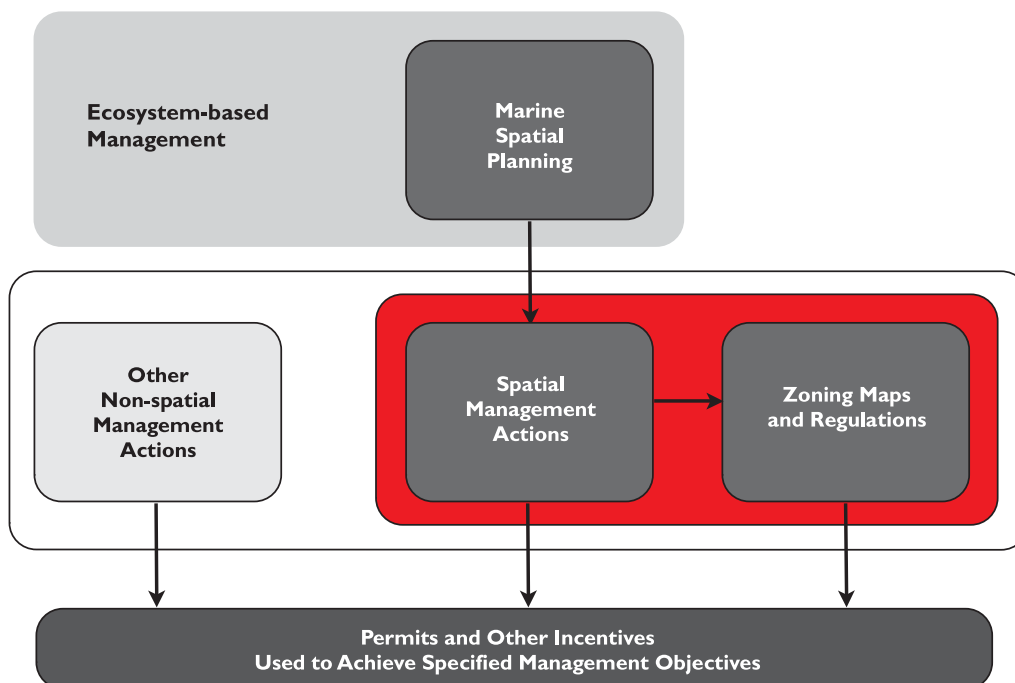 Ecosystem-based
Management
Marine
Spatial
Planning
Other
Non-spatial
Management
Actions
Spatial
Management
Actions
Zoning Maps
and Regulations
Permits and Other Incentives
Used to Achieve Specified Management Objectives